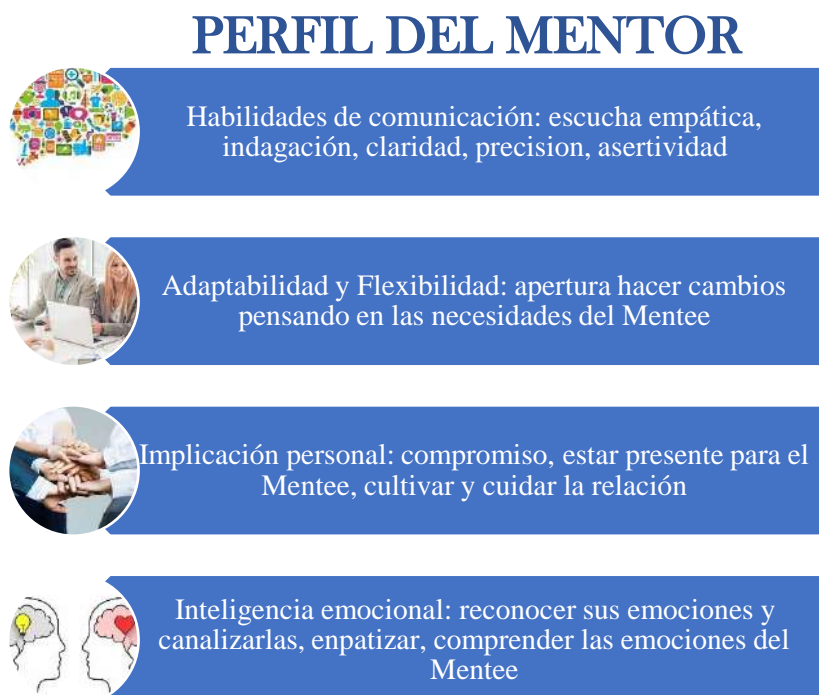 PERFIL DEL MENTOR
Habilidades de comunicación: escucha empática,
indagación, claridad, precision, asertividad
Adaptabilidad y Flexibilidad: apertura hacer cambios
pensando en las necesidades del Mentee
Implicación personal: compromiso, estar presente para el
Mentee, cultivar y cuidar la relación
Inteligencia emocional: reconocer sus emociones y
canalizarlas, enpatizar, comprender las emociones del
Mentee